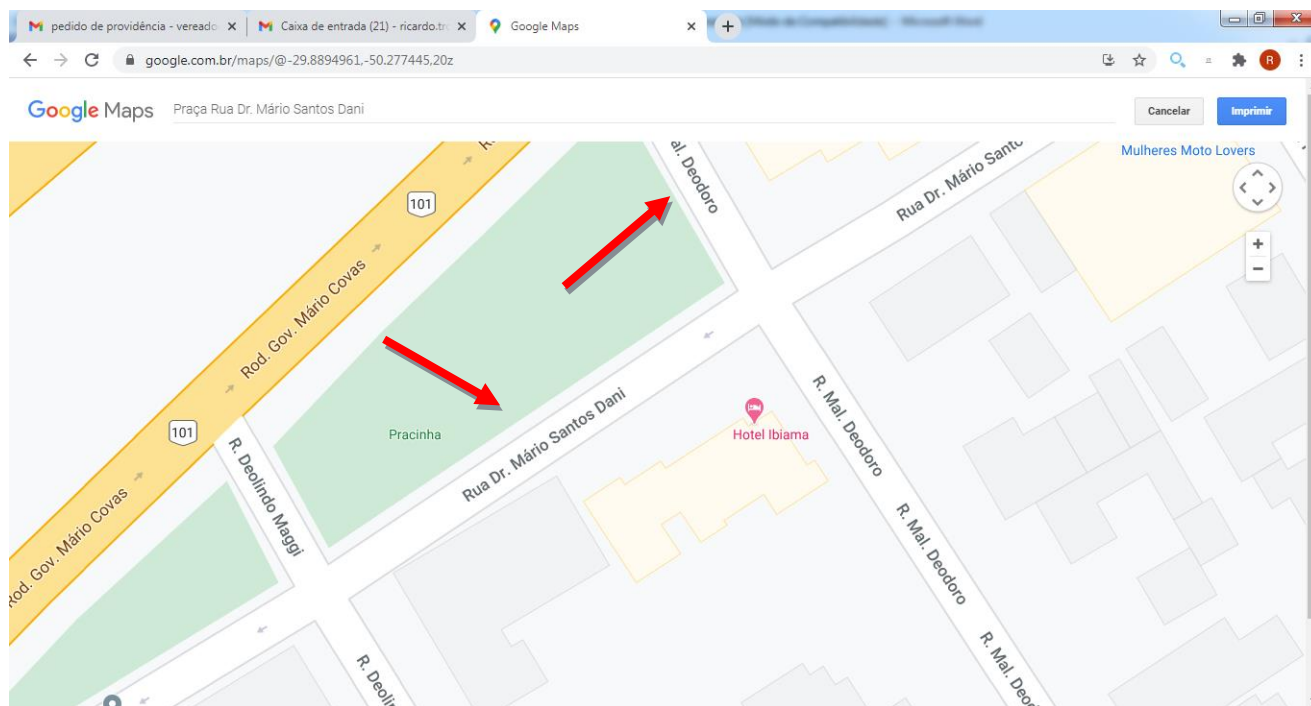 pedido de providência - vereado
Caixa de entrada (21) - ricardo.tr
Google Maps
google.com.br/maps/@-29.8894961,-50.277445,20z
R
Google Maps
Praça Rua Dr. Mário Santos Dani
Cancelar
Imprimir
Mulheres Moto Lovers
al. Deodoro
Rua Dr. Mário Santo
101
Rod. Gov. Mário Covas
+
−
Rua Dr. Mário Santos Dani
R. Mal. Deodoro
Hotel Ibiama
Pracinha
101
R. Deolindo Maggi
Rod. Gov. Mário Covas
R. Mal. Deodoro
R. Mal. Deo
R. Deoli